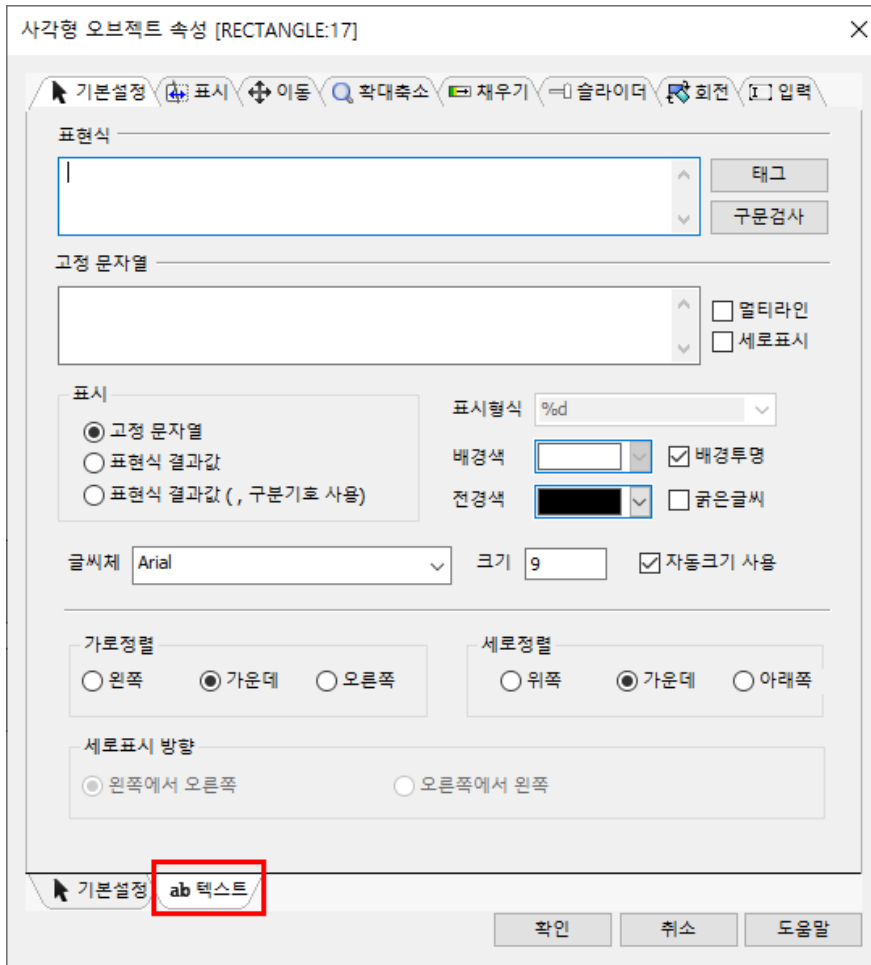 사각형 오브젝트 속성 [RECTANGLE:17]
기본설정 표시 이동 확대축소 채우기 슬라이더 회전 입력
표현식
태그
구문검사
고정 문자열
멀티라인
세로표시
표시
고정 문자열
표현식 결과값
표현식 결과값 ( , 구분기호 사용)
표시형식 %d
배경색 배경투명
전경색 굵은글씨
글씨체 Arial 크기 9 자동크기 사용
가로정렬
왼쪽 가운데 오른쪽
세로정렬
위쪽 가운데 아래쪽
세로표시 방향
왼쪽에서 오른쪽 오른쪽에서 왼쪽
기본설정 ab 텍스트
확인 취소 도움말